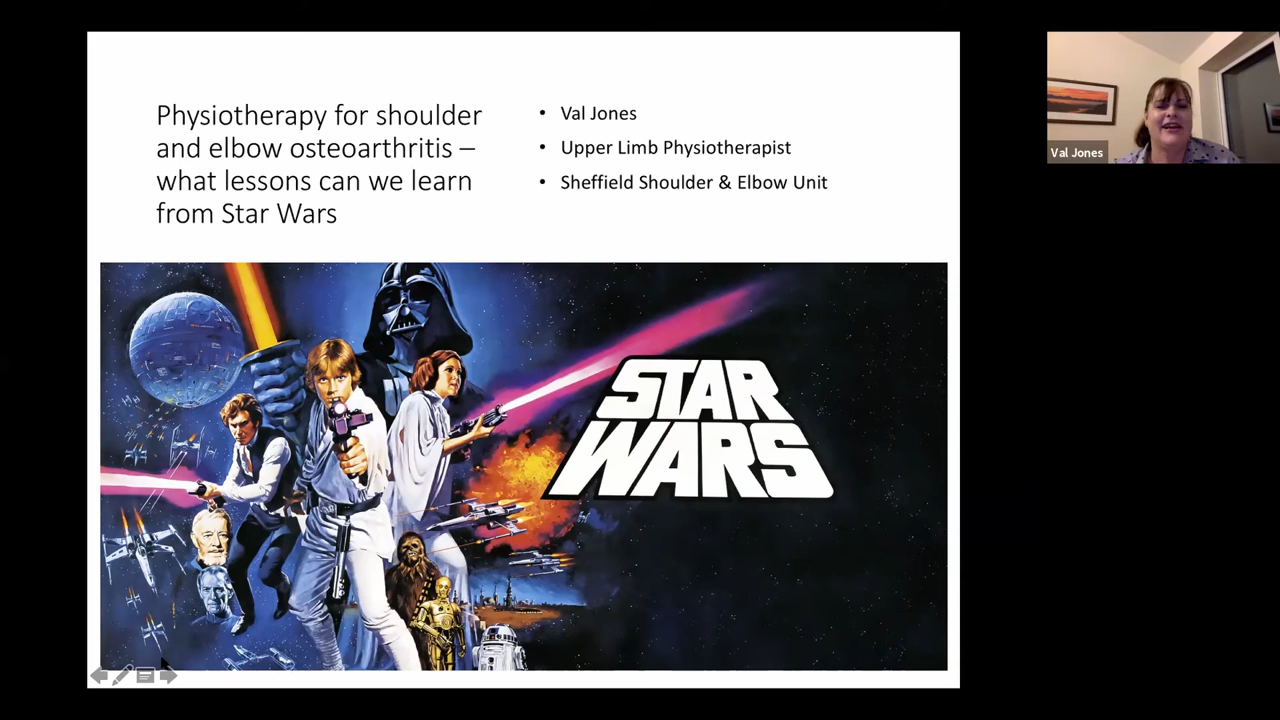 Physiotherapy for shoulder
and elbow osteoarthritis –
what lessons can we learn
from Star Wars
• Val Jones
• Upper Limb Physiotherapist
• Sheffield Shoulder & Elbow Unit
Val Jones
STAR
WARS